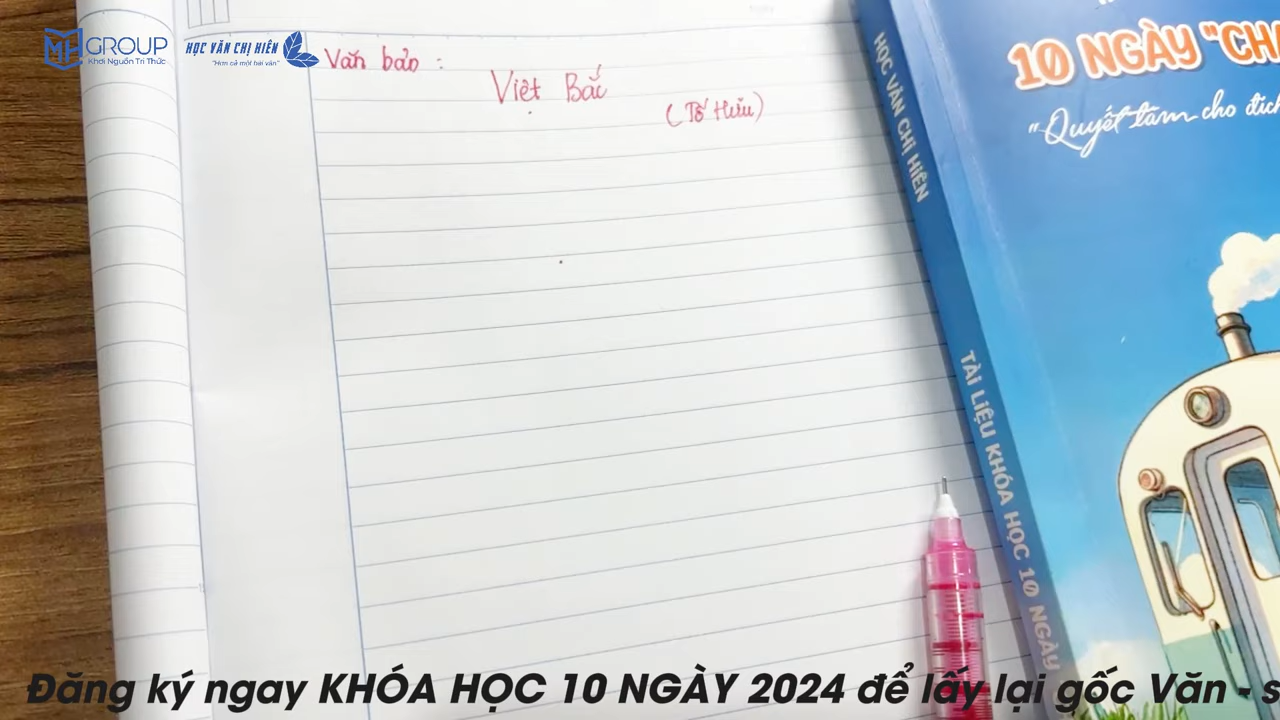 MH GROUP
Khơi Nguồn Tri Thức
HỌC VĂN CHỊ HIÊN
"Hơn cả một bài văn"
Văn bản :
Việt Bắc
(Tố Hữu)
HỌC VĂN CHỊ HIÊN
TÀI LIỆU KHÓA HỌC 10 NGÀY
10 NGÀY "CH
"Quyết tâm cho đích
Đăng ký ngay KHÓA HỌC 10 NGÀY 2024 để lấy lại gốc Văn - s